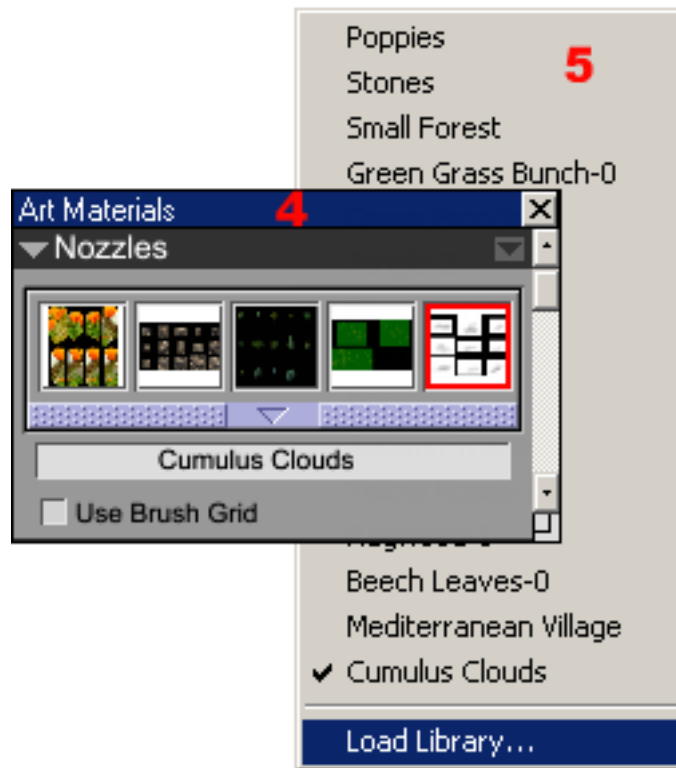 Poppies
5
Stones
Small Forest
Green Grass Bunch-0
Art Materials
4
Nozzles
Cumulus Clouds
Use Brush Grid
Beech Leaves-0
Mediterranean Village
Cumulus Clouds
Load Library...